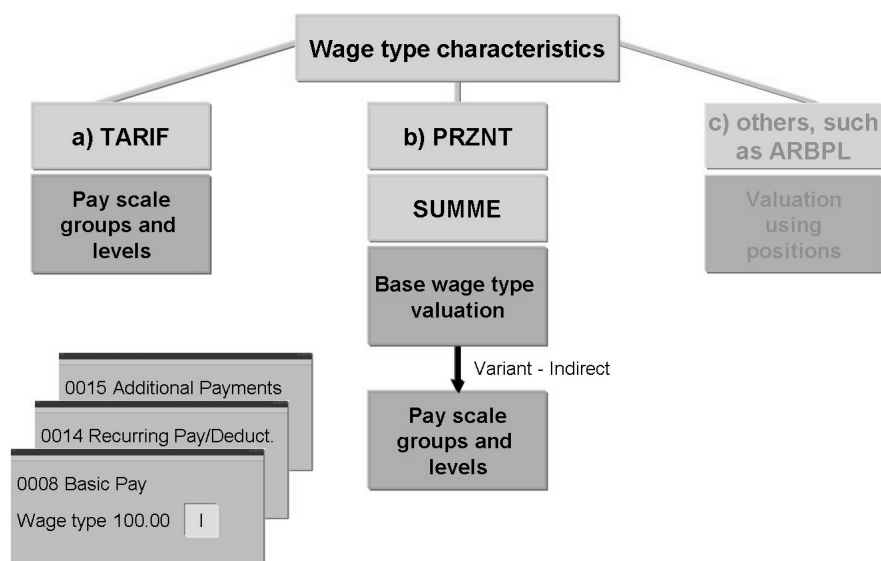 Wage type characteristics
a) TARIF
Pay scale
groups and
levels
b) PRZNT
SUMME
Base wage type
valuation
Variant - Indirect
Pay scale
groups and
levels
c) others, such
as ARBPL
Valuation
using
positions
0015 Additional Payments
0014 Recurring Pay/Deduct.
0008 Basic Pay
Wage type 100.00 I